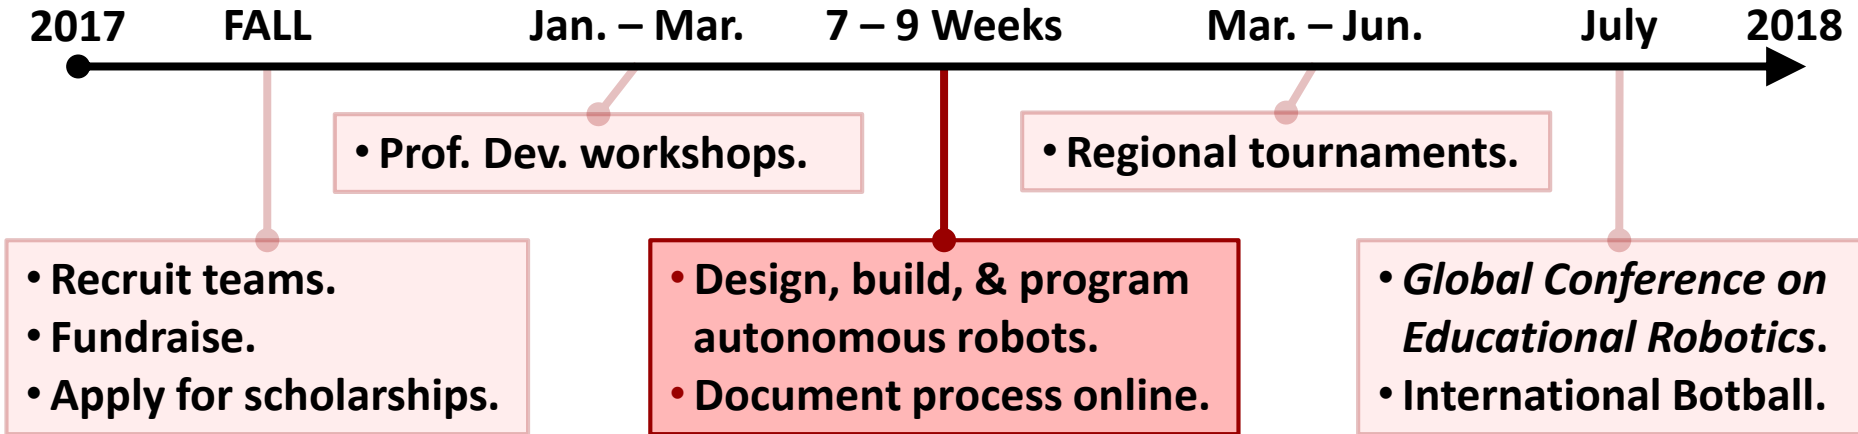 2017 FALL Jan. – Mar. 7 – 9 Weeks Mar. – Jun. July 2018
• Prof. Dev. workshops.
• Regional tournaments.
• Recruit teams.
• Fundraise.
• Apply for scholarships.
• Design, build, & program
autonomous robots.
• Document process online.
• Global Conference on
Educational Robotics.
• International Botball.